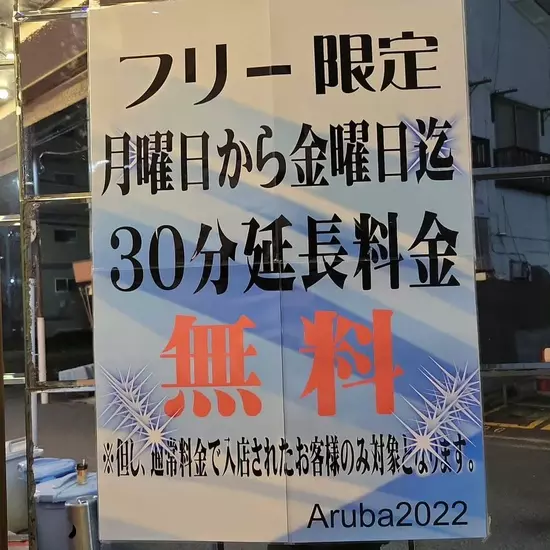 フリー限定
月曜日から金曜日迄
30分延長料金
無料
※但し、通常料金で入店されたお客様のみ対象となります。
Aruba2022